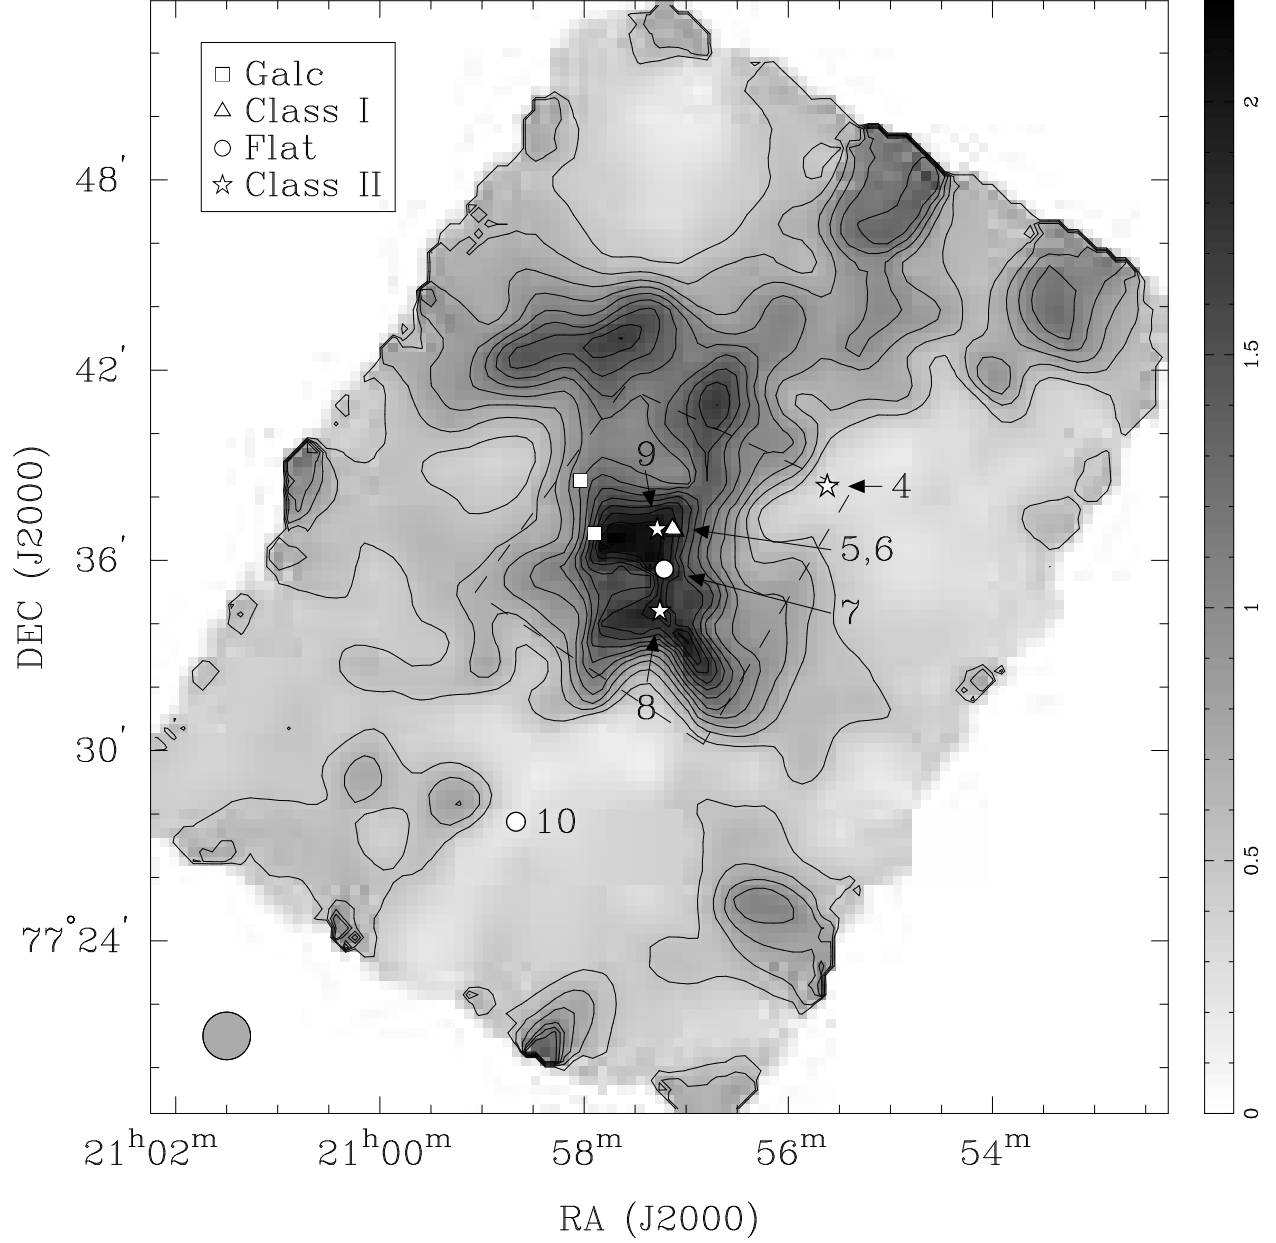 Galc
Class I
Flat
Class II
48′
42′
36′
30′
77°24′
DEC (J2000)
9
4
5,6
7
8
10
2
1.5
1
0.5
0
21ʰ02ᵐ
21ʰ00ᵐ
58ᵐ
56ᵐ
54ᵐ
RA (J2000)